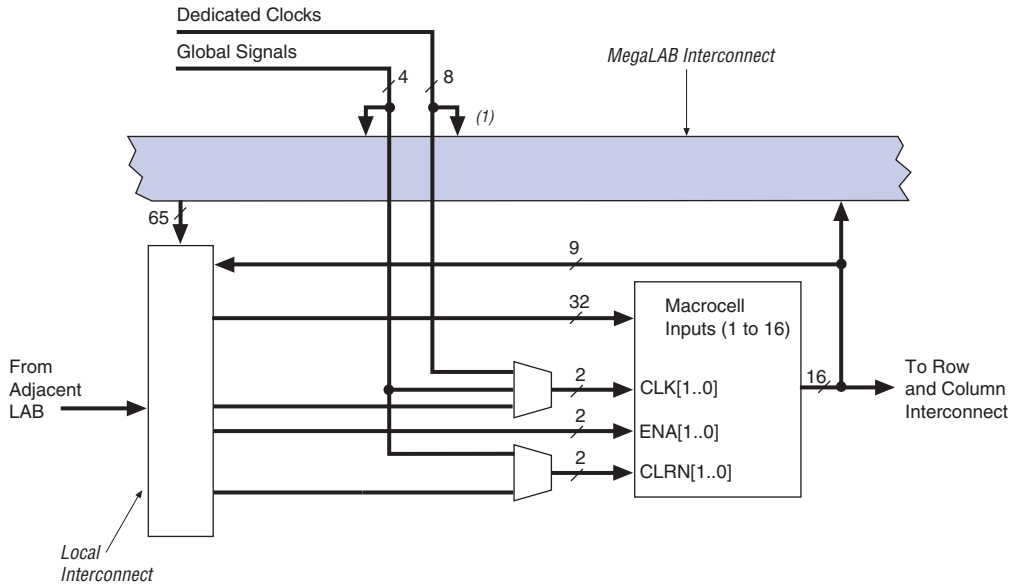 Dedicated Clocks
Global Signals
MegaLAB Interconnect
4
8
(1)
65
9
32
Macrocell
Inputs (1 to 16)
From
Adjacent
LAB
2
CLK[1..0]
16
To Row
and Column
Interconnect
2
ENA[1..0]
2
CLRN[1..0]
Local
Interconnect